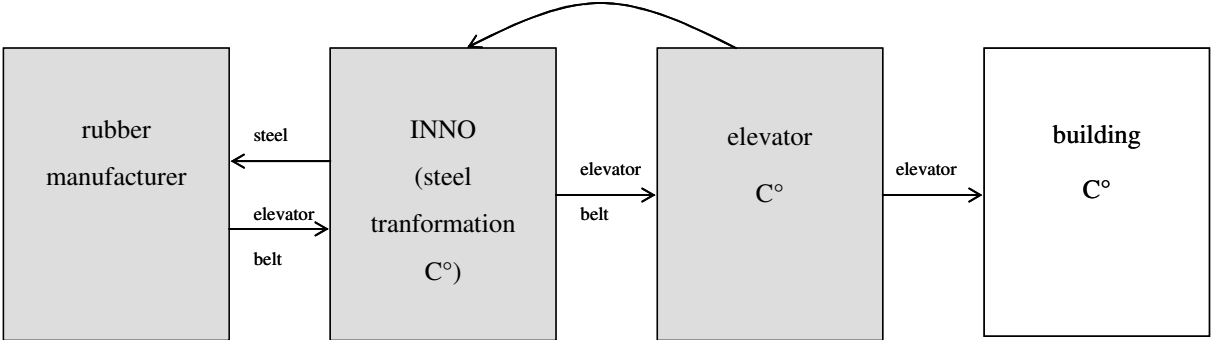 rubber
manufacturer
steel
elevator
belt
INNO
(steel
tranformation
C°)
elevator
belt
elevator
C°
elevator
building
C°